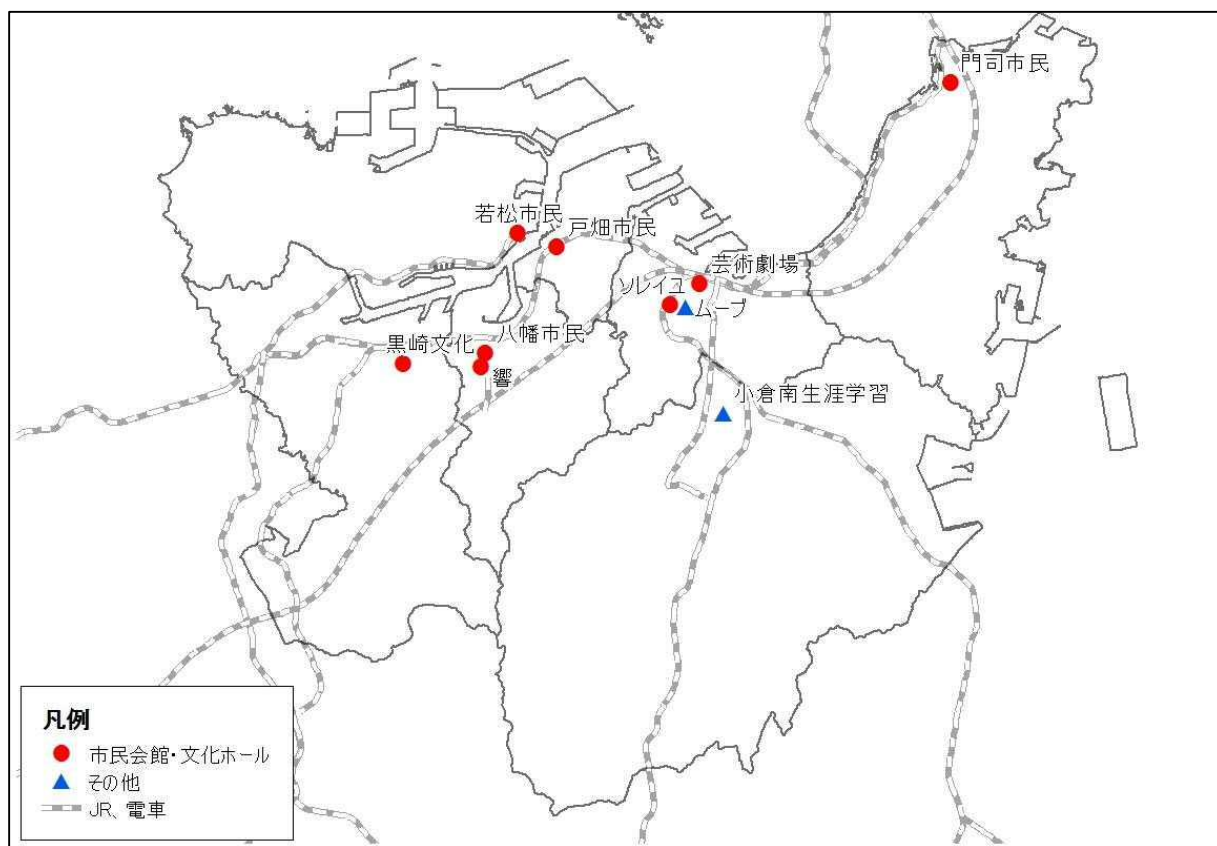 門司市民
若松市民
戸畑市民
芸術劇場
ソレイユ
ムーブ
八幡市民
黒崎文化
響
小倉南生涯学習
凡例
市民会館・文化ホール
その他
JR、電車